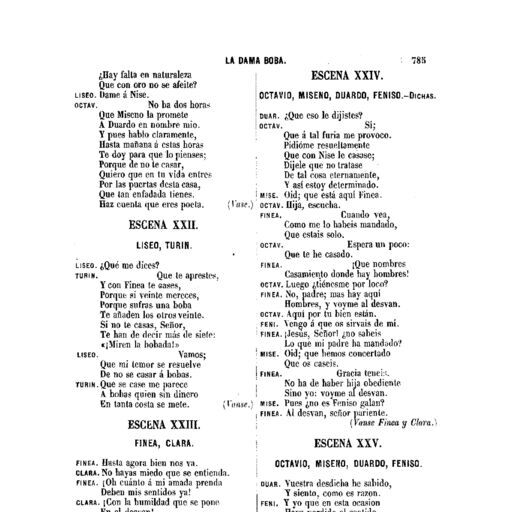 LA DAMA BOBA.
785
¿Hay falta en naturaleza
Que con oro no se afeite?
LISEO. Dame á Nise.
OCTAV. No ha dos horas
Que Miseno la promete
A Duardo en nombre mio.
Y pues hablo claramente,
Hasta mañana á estas horas
Te doy para que lo pienses;
Porque de no te casar,
Quiero que en tu vida entres
Por las puertas desta casa,
Que tan enfadada tienes.
Haz cuenta que eres poeta. (Vase.)
ESCENA XXII.
LISEO, TURIN.
LISEO. ¿Qué me dices?
TURIN. Que te aprestes,
Y con Finea te cases,
Porque si veinte mereces,
Porque sufras una boba
Te añaden los otros veinte.
Si no te casas, Señor,
Te han de decir más de siete:
«¡Miren la bobada!»
LISEO. Vamos;
Que mi temor se resuelve
De no se casar á bobas.
TURIN. Que se case me parece
A bobas quien sin dinero
En tanta costa se mete. (Vanse.)
ESCENA XXIII.
FINEA, CLARA.
FINEA. Hasta agora bien nos va.
CLARA. No hayas miedo que se entienda.
FINEA. ¡Oh cuánto á mi amada prenda
Deben mis sentidos ya!
CLARA. ¡Con la humildad que se pone
En el desvan!
ESCENA XXIV.
OCTAVIO, MISENO, DUARDO, FENISO.—DICHAS.
DUAR. ¿Que eso le dijistes?
OCTAV. Sí;
Que á tal furia me provoco.
Pidióme resueltamente
Que con Nise le casase;
Díjele que no tratase
De tal cosa eternamente,
Y así estoy determinado.
MISE. Oid; que está aquí Finea.
OCTAV. Hija, escucha.
FINEA. Cuando vea,
Como me lo habeis mandado,
Que estais solo.
OCTAV. Espera un poco:
Que te he casado.
FINEA. ¡Que nombres
Casamiento donde hay hombres!
OCTAV. Luego ¿tiénesme por loco?
FINEA. No, padre; mas hay aquí
Hombres, y voyme al desvan.
OCTAV. Aquí por tu bien están.
FENI. Vengo á que os sirvais de mí.
FINEA. ¡Jesus, Señor! ¿no sabeis
Lo que mi padre ha mandado?
MISE. Oid; que hemos concertado
Que os caseis.
FINEA. Gracia teneis.
No ha de haber hija obediente
Sino yo: voyme al desvan.
MISE. Pues ¿no es Feniso galan?
FINEA. Al desvan, señor pariente.
(Vanse Finea y Clara.)
ESCENA XXV.
OCTAVIO, MISENO, DUARDO, FENISO.
DUAR. Vuestra desdicha he sabido,
Y siento, como es razon.
FENI. Y yo que en esta ocasion